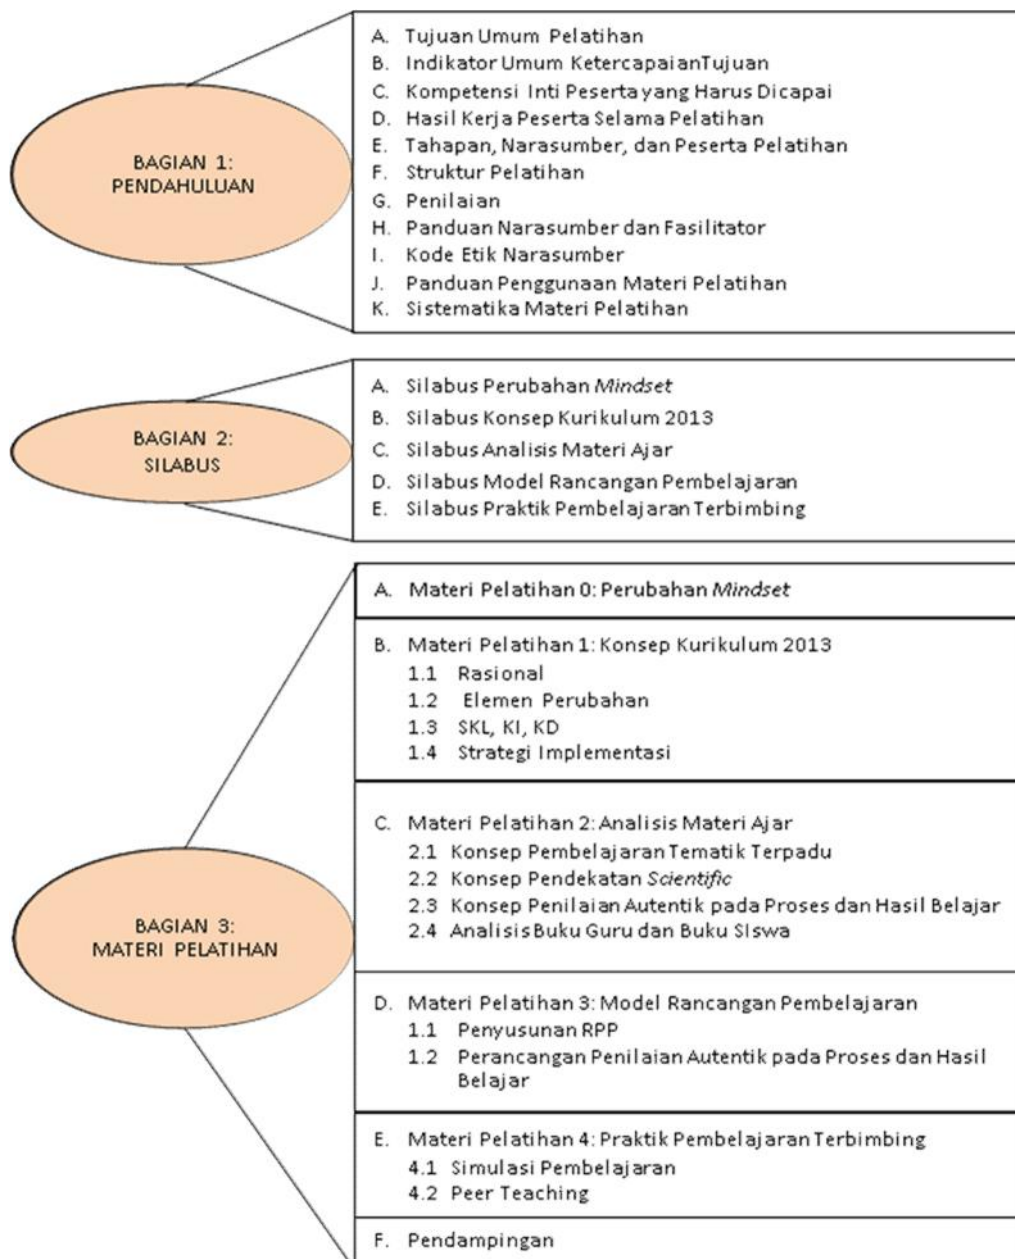 BAGIAN 1:
PENDAHULUAN
A. Tujuan Umum Pelatihan
B. Indikator Umum KetercapaianTujuan
C. Kompetensi Inti Peserta yang Harus Dicapai
D. Hasil Kerja Peserta Selama Pelatihan
E. Tahapan, Narasumber, dan Peserta Pelatihan
F. Struktur Pelatihan
G. Penilaian
H. Panduan Narasumber dan Fasilitator
I. Kode Etik Narasumber
J. Panduan Penggunaan Materi Pelatihan
K. Sistematika Materi Pelatihan
BAGIAN 2:
SILABUS
A. Silabus Perubahan Mindset
B. Silabus Konsep Kurikulum 2013
C. Silabus Analisis Materi Ajar
D. Silabus Model Rancangan Pembelajaran
E. Silabus Praktik Pembelajaran Terbimbing
BAGIAN 3:
MATERI PELATIHAN
A. Materi Pelatihan 0: Perubahan Mindset
B. Materi Pelatihan 1: Konsep Kurikulum 2013
1.1 Rasional
1.2 Elemen Perubahan
1.3 SKL, KI, KD
1.4 Strategi Implementasi
C. Materi Pelatihan 2: Analisis Materi Ajar
2.1 Konsep Pembelajaran Tematik Terpadu
2.2 Konsep Pendekatan Scientific
2.3 Konsep Penilaian Autentik pada Proses dan Hasil Belajar
2.4 Analisis Buku Guru dan Buku SIswa
D. Materi Pelatihan 3: Model Rancangan Pembelajaran
1.1 Penyusunan RPP
1.2 Perancangan Penilaian Autentik pada Proses dan Hasil
Belajar
E. Materi Pelatihan 4: Praktik Pembelajaran Terbimbing
4.1 Simulasi Pembelajaran
4.2 Peer Teaching
F. Pendampingan